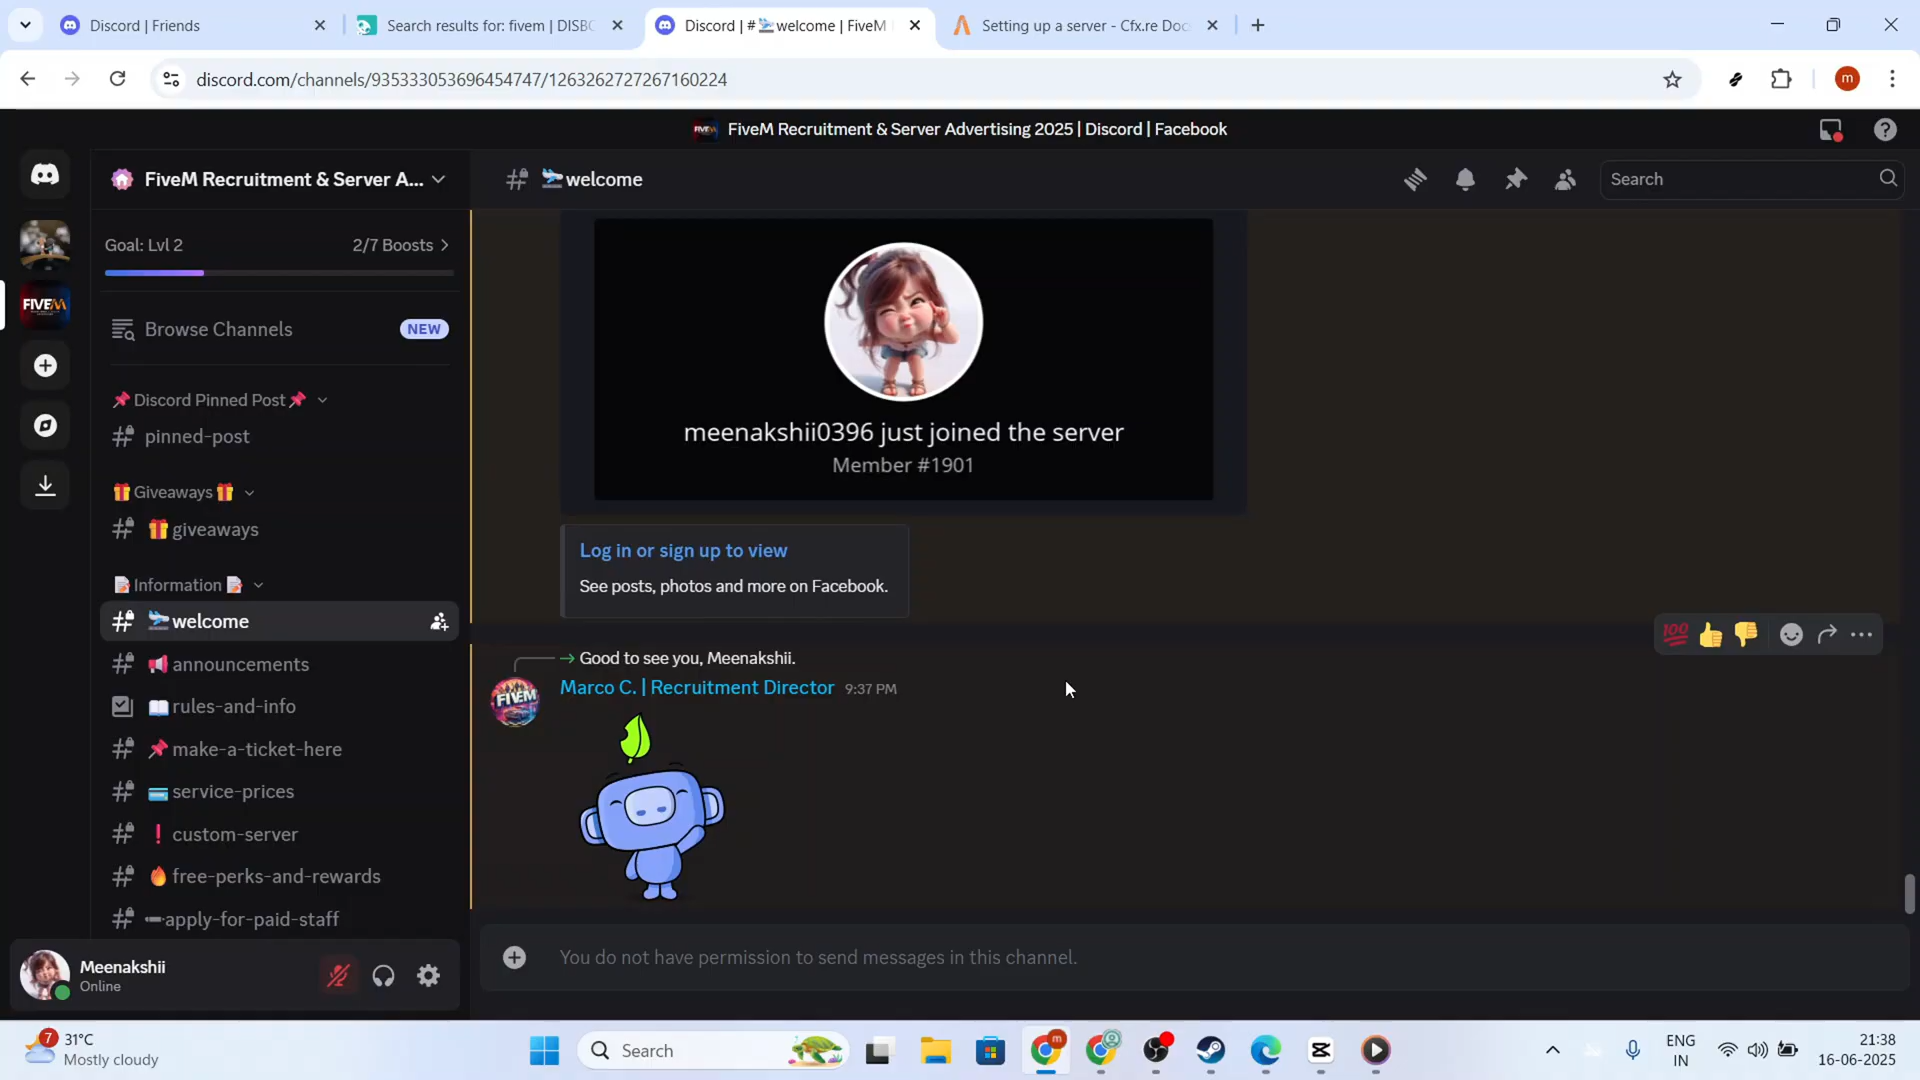 Discord | Friends
Search results for: fivem | DISBO
Discord | #🛬welcome | FiveM
Setting up a server - Cfx.re Doc
discord.com/channels/935333053696454747/1263262727267160224
m
FIVEM
FiveM Recruitment & Server Advertising 2025 | Discord | Facebook
FiveM Recruitment & Server A...
🛬welcome
Search
Goal: Lvl 2
2/7 Boosts
Browse Channels
NEW
FIVEM
📌Discord Pinned Post📌
pinned-post
🎁Giveaways🎁
🎁giveaways
📝Information📝
🛬welcome
📢announcements
📖rules-and-info
📌make-a-ticket-here
💳service-prices
❗custom-server
🔥free-perks-and-rewards
apply-for-paid-staff
Meenakshii
Online
meenakshii0396 just joined the server
Member #1901
Log in or sign up to view
See posts, photos and more on Facebook.
💯👍👎
→ Good to see you, Meenakshii.
FIVEM
Marco C. | Recruitment Director 9:37 PM
You do not have permission to send messages in this channel.
7
31°C
Mostly cloudy
Search
m
ENG
IN
21:38
16-06-2025